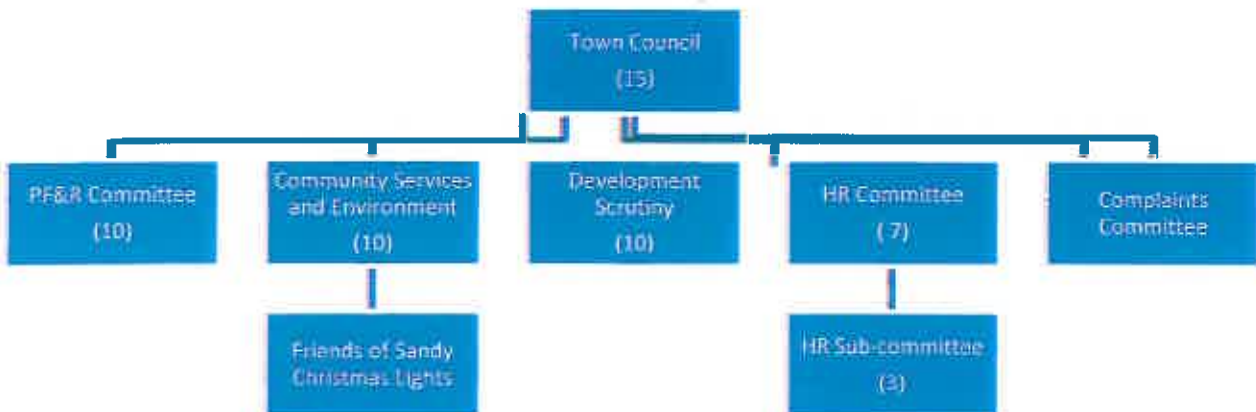 Town Council
(15)
PF&R Committee
(10)
Community Services
and Environment
(10)
Development
Scrutiny
(10)
HR Committee
( 7)
Complaints
Committee
Friends of Sandy
Christmas Lights
HR Sub-committee
(3)